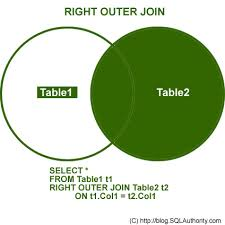 RIGHT OUTER JOIN
Table1
Table2
SELECT *
FROM Table1 t1
RIGHT OUTER JOIN Table2 t2
ON t1.Col1 = t2.Col1
(C) http://blog.SQLAuthority.com